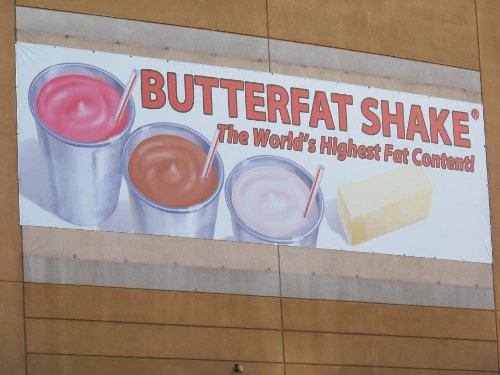 BUTTERFAT SHAKE®
The World's Highest Fat Content!